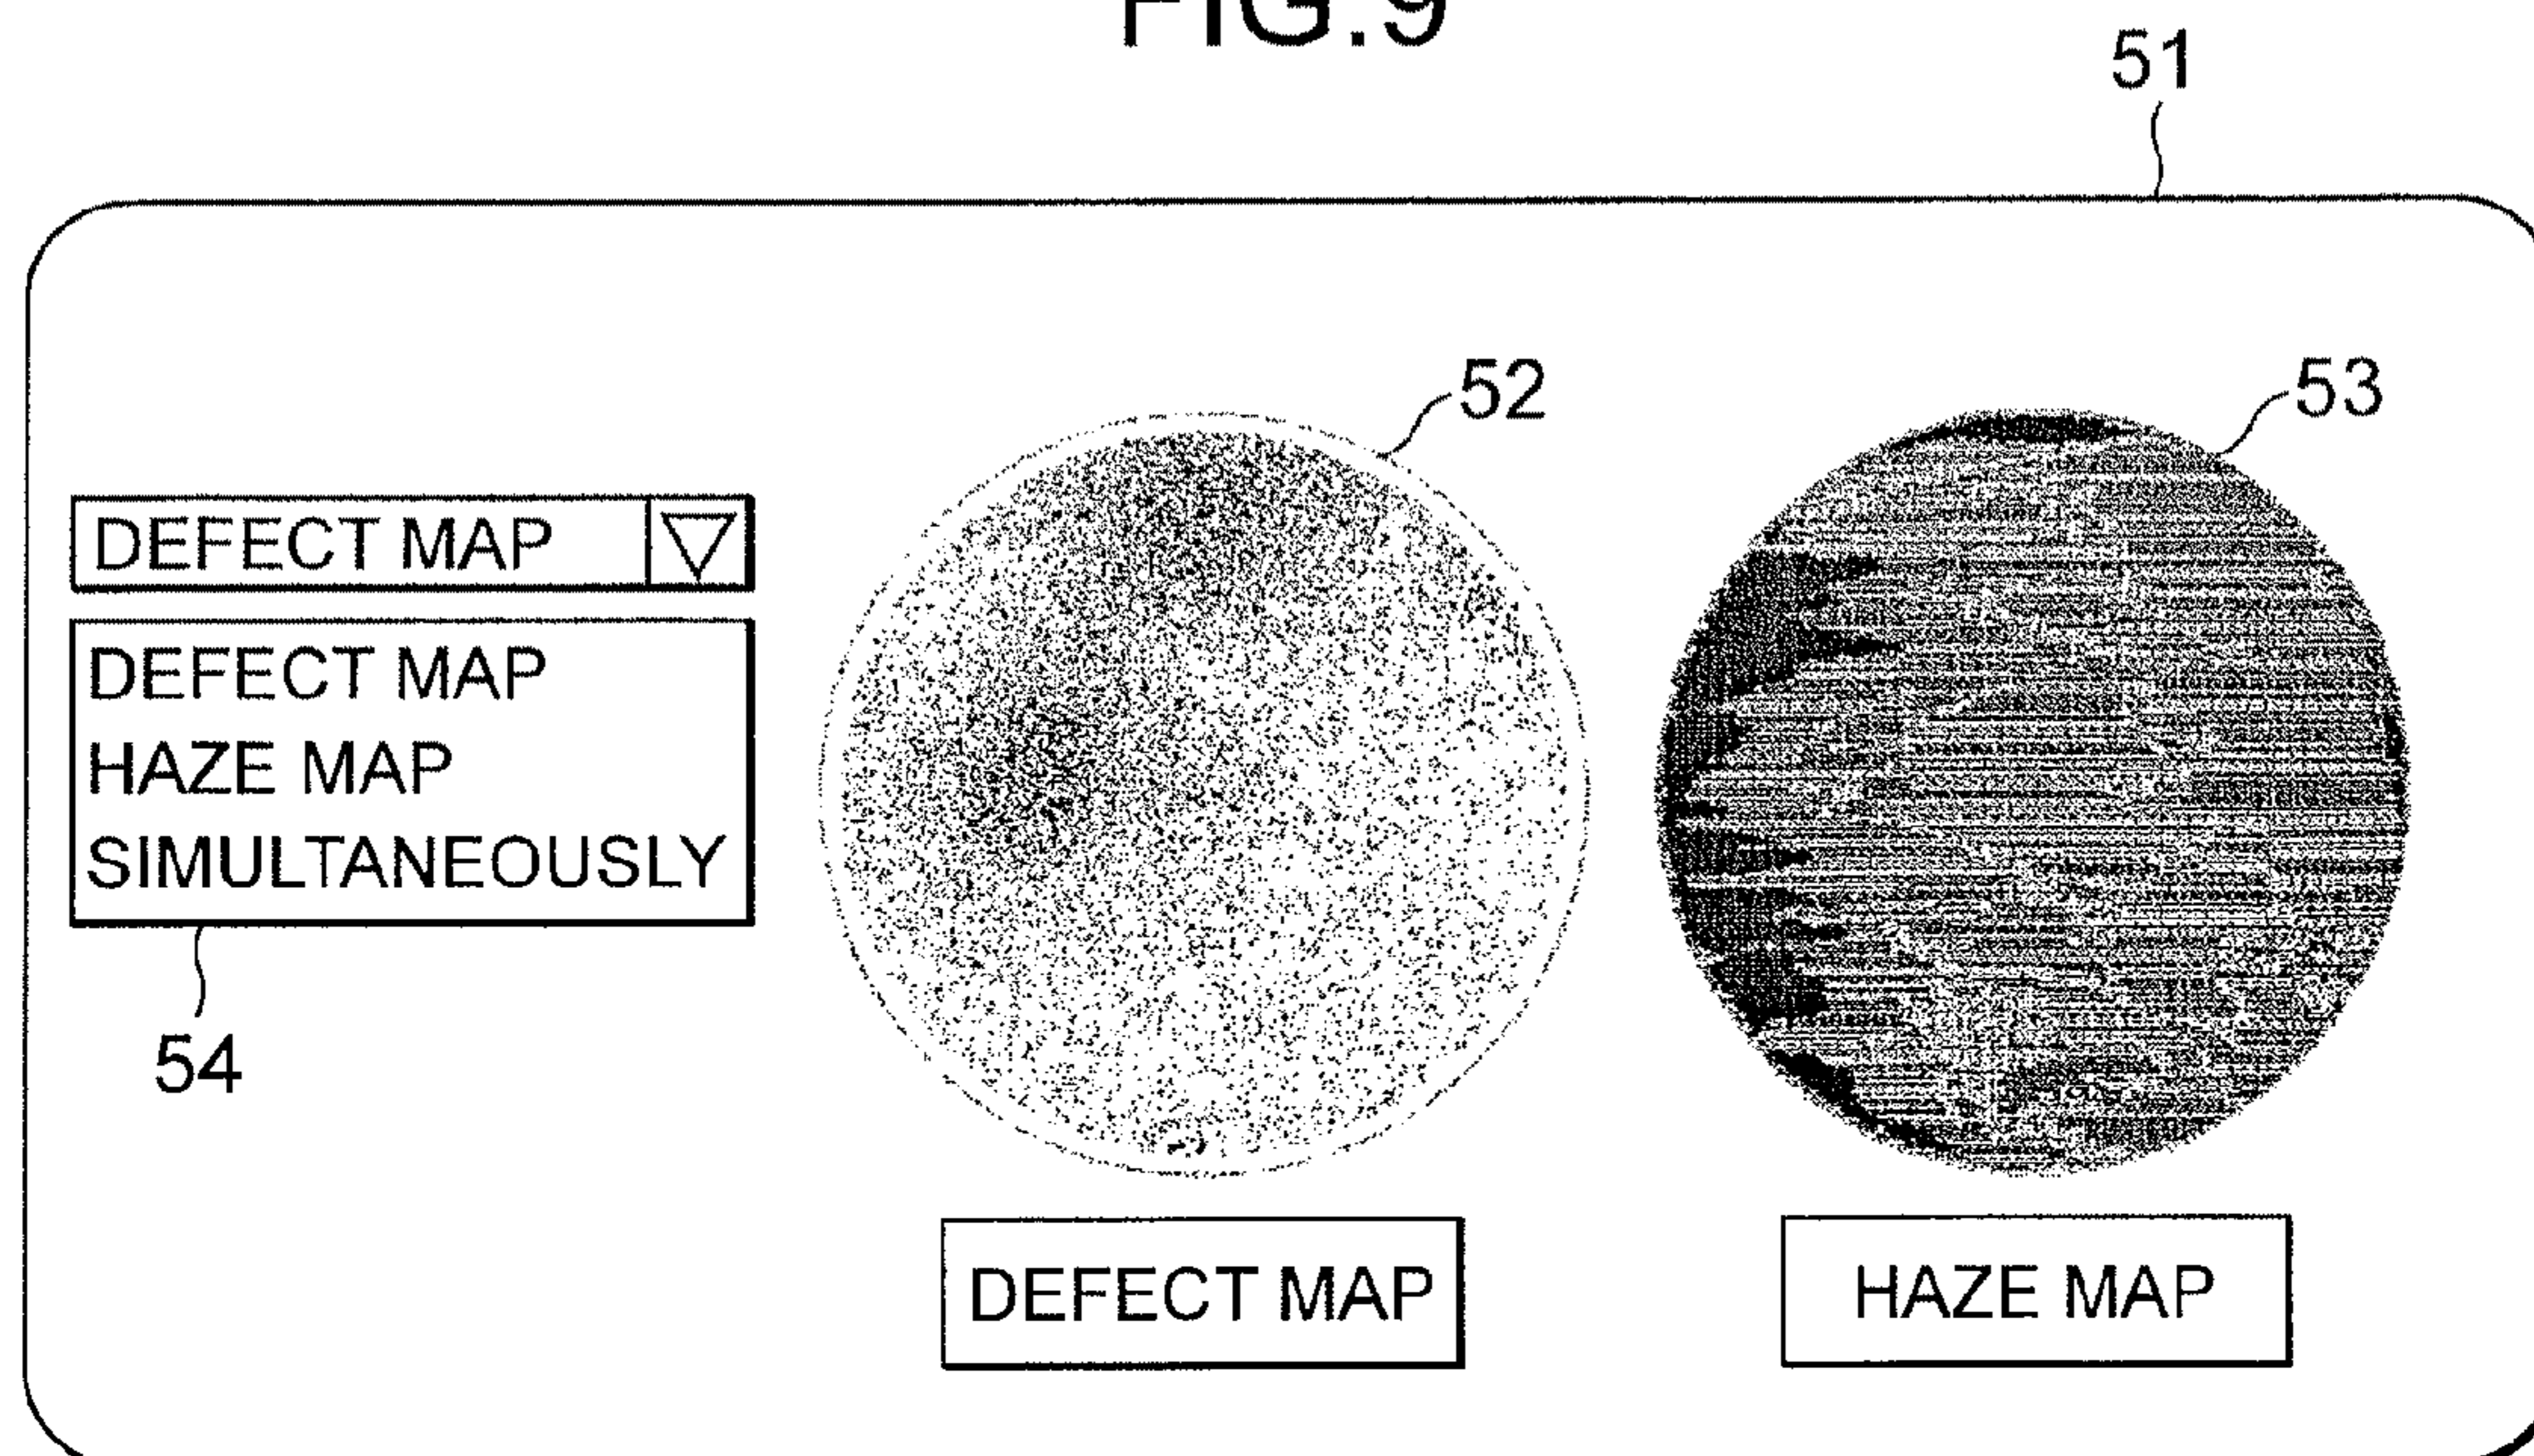 FIG.9
51
52
53
DEFECT MAP
DEFECT MAP
HAZE MAP
SIMULTANEOUSLY
54
DEFECT MAP
HAZE MAP